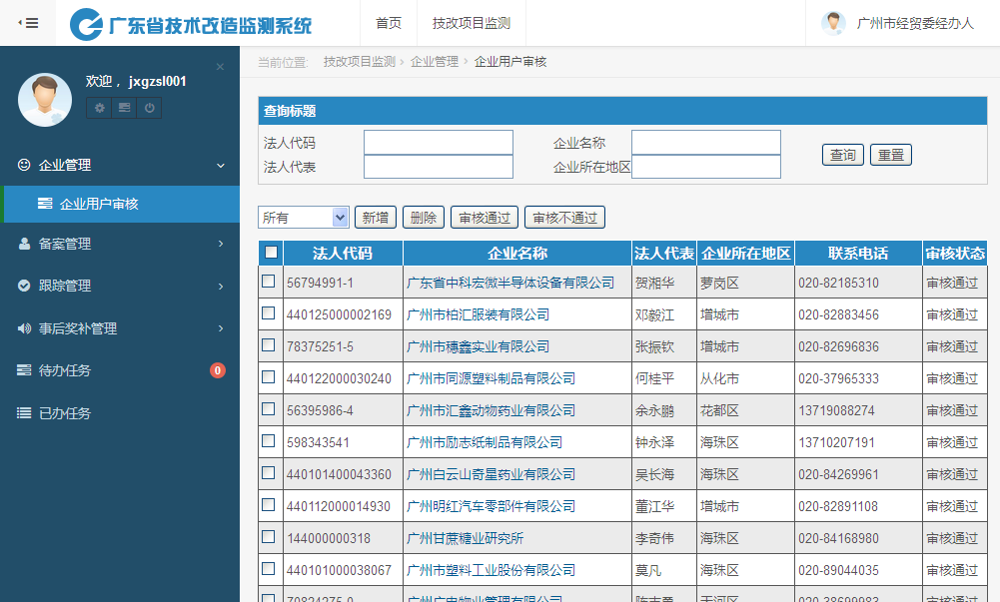 广东省技术改造监测系统
首页
技改项目监测
广州市经贸委经办人
欢迎， jxgzsl001
企业管理
企业用户审核
备案管理
跟踪管理
事后奖补管理
待办任务 0
已办任务
当前位置: 技改项目监测 › 企业管理 › 企业用户审核
查询标题
法人代码 企业名称
法人代表 企业所在地区
查询 重置
所有 新增 删除 审核通过 审核不通过
法人代码 企业名称 法人代表 企业所在地区 联系电话 审核状态
56794991-1 广东省中科宏微半导体设备有限公司 贺湘华 萝岗区 020-82185310 审核通过
440125000002169 广州市柏汇服装有限公司 邓毅江 增城市 020-82883456 审核通过
78375251-5 广州市穗鑫实业有限公司 张振钦 增城市 020-82696836 审核通过
440122000030240 广州市同源塑料制品有限公司 何桂平 从化市 020-37965333 审核通过
56395986-4 广州市汇鑫动物药业有限公司 余永鹏 花都区 13719088274 审核通过
598343541 广州市励志纸制品有限公司 钟永泽 海珠区 13710207191 审核通过
440101400043360 广州白云山奇星药业有限公司 吴长海 海珠区 020-84269961 审核通过
440112000014930 广州明红汽车零部件有限公司 董江华 增城市 020-82891108 审核通过
144000000318 广州甘蔗糖业研究所 李奇伟 海珠区 020-84168980 审核通过
440101000038067 广州市塑料工业股份有限公司 莫凡 海珠区 020-89044035 审核通过